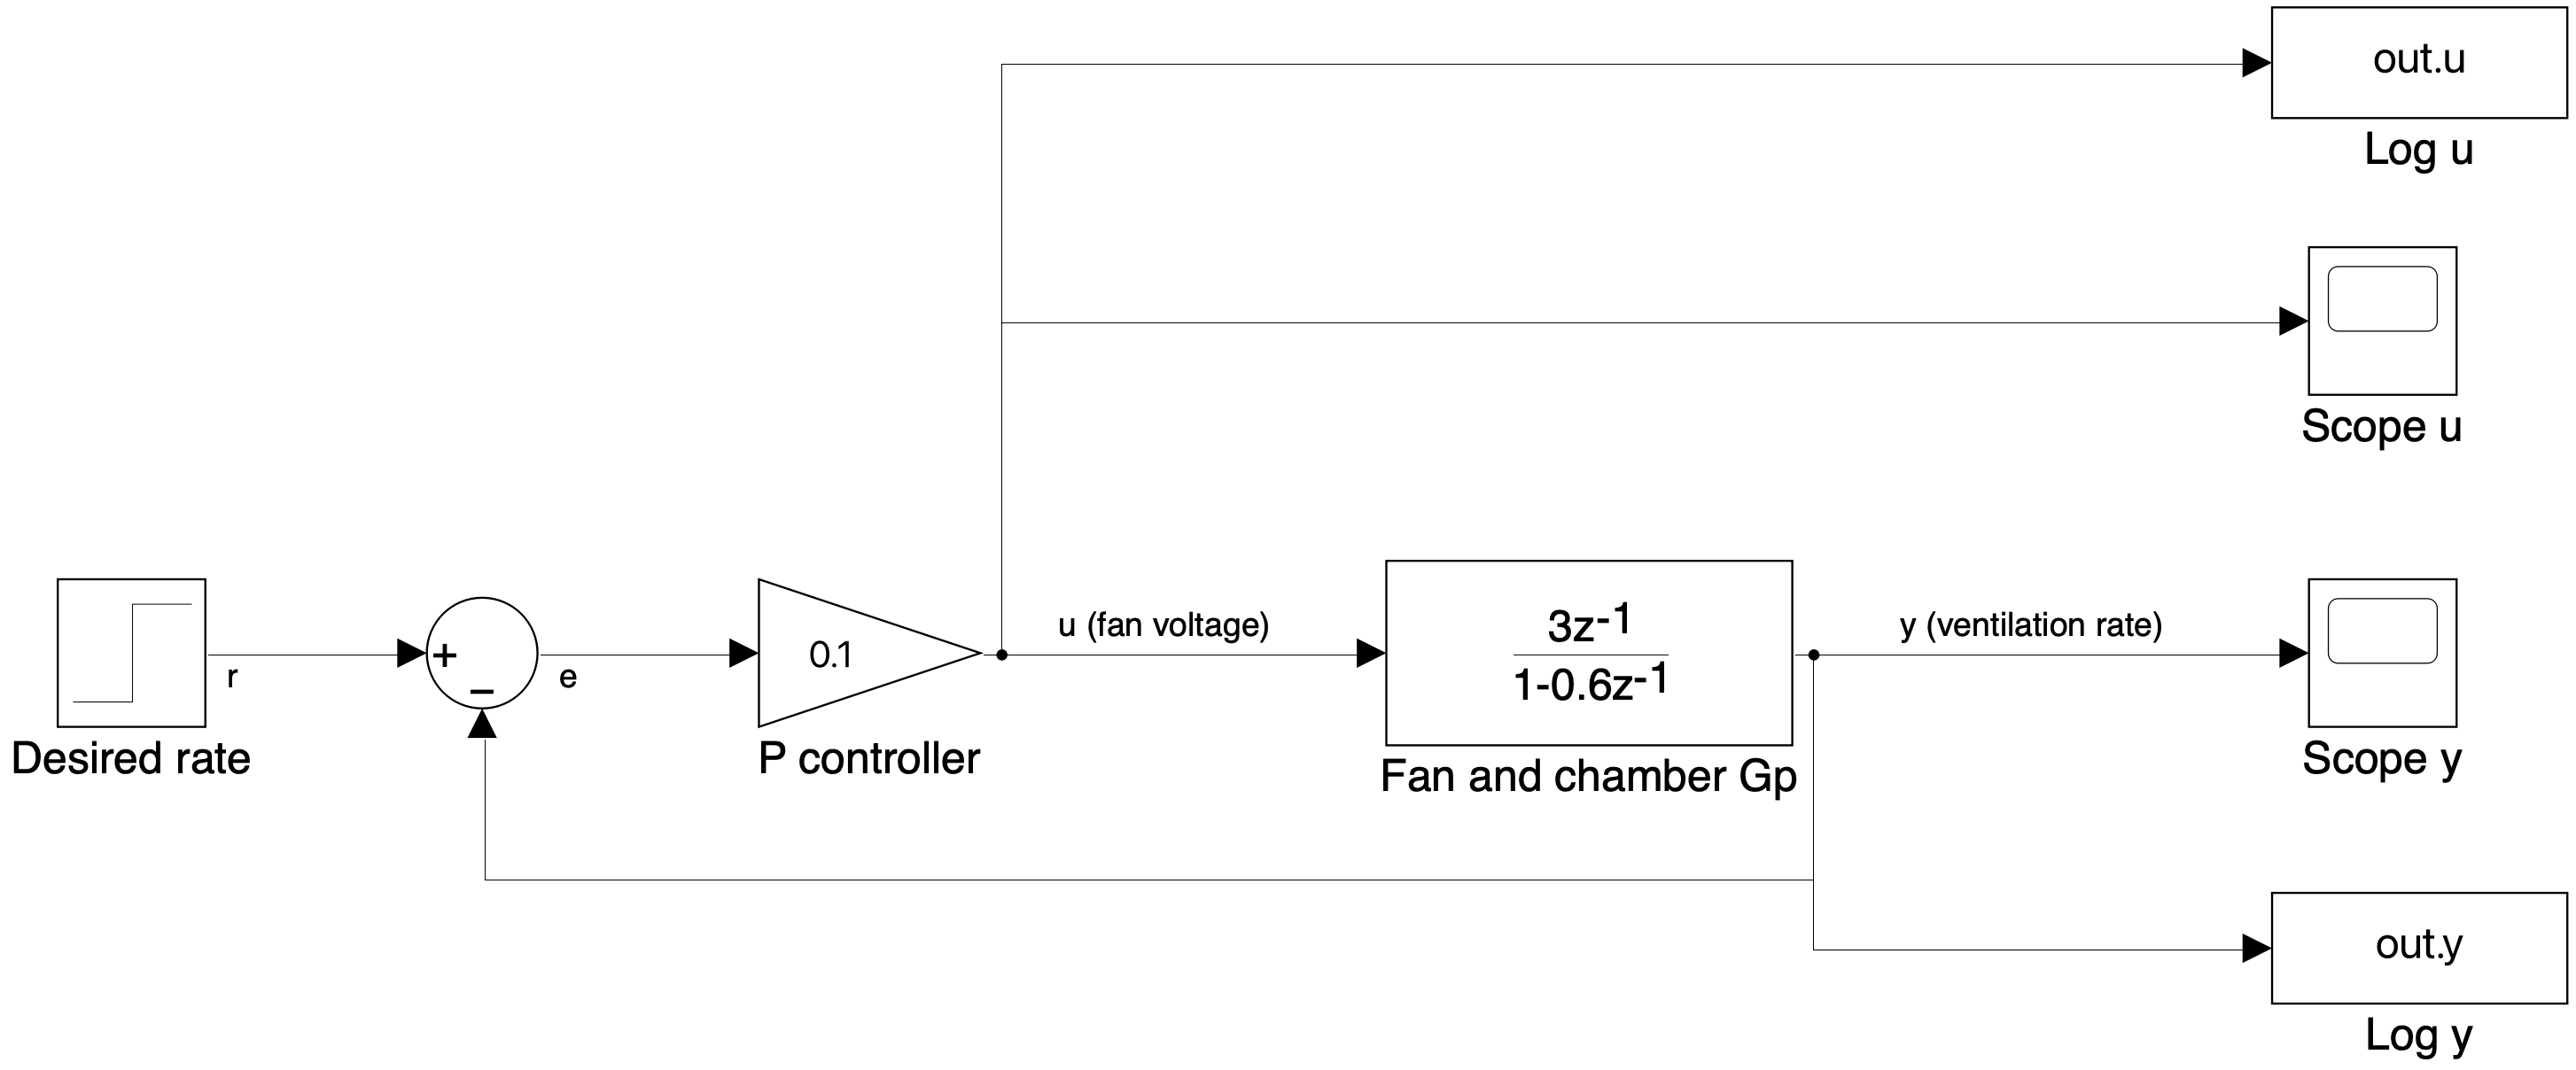 out.u
Log u
Scope u
Desired rate
r
+
−
e
0.1
P controller
u (fan voltage)
3z-1
1-0.6z-1
Fan and chamber Gp
y (ventilation rate)
Scope y
out.y
Log y